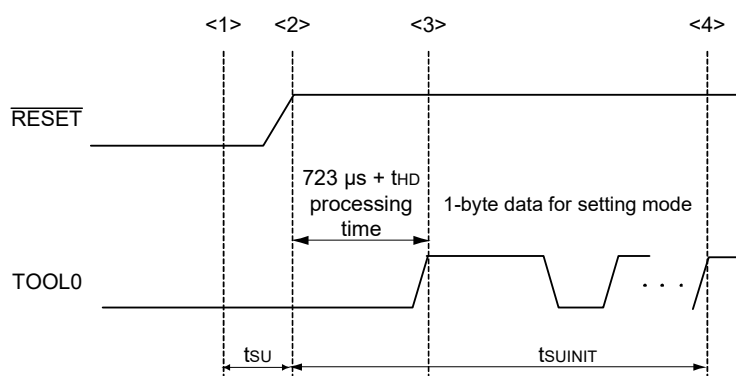 <1> <2> <3> <4>
RESET
723 µs + tHD
processing
time
1-byte data for setting mode
TOOL0
. . .
tSU
tSUINIT